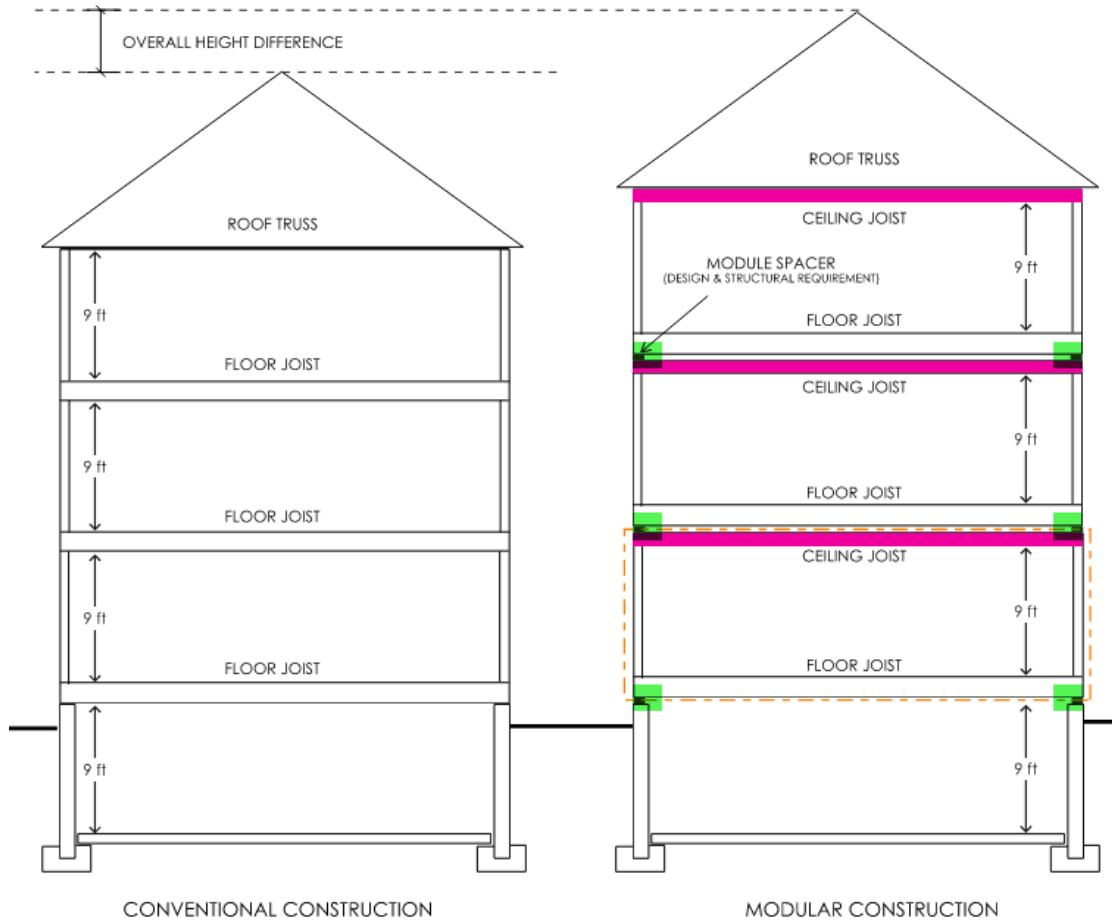 OVERALL HEIGHT DIFFERENCE
ROOF TRUSS
9 ft
FLOOR JOIST
9 ft
FLOOR JOIST
9 ft
FLOOR JOIST
9 ft
CONVENTIONAL CONSTRUCTION
ROOF TRUSS
CEILING JOIST
MODULE SPACER
(DESIGN & STRUCTURAL REQUIREMENT)
9 ft
FLOOR JOIST
CEILING JOIST
9 ft
FLOOR JOIST
CEILING JOIST
9 ft
FLOOR JOIST
9 ft
MODULAR CONSTRUCTION